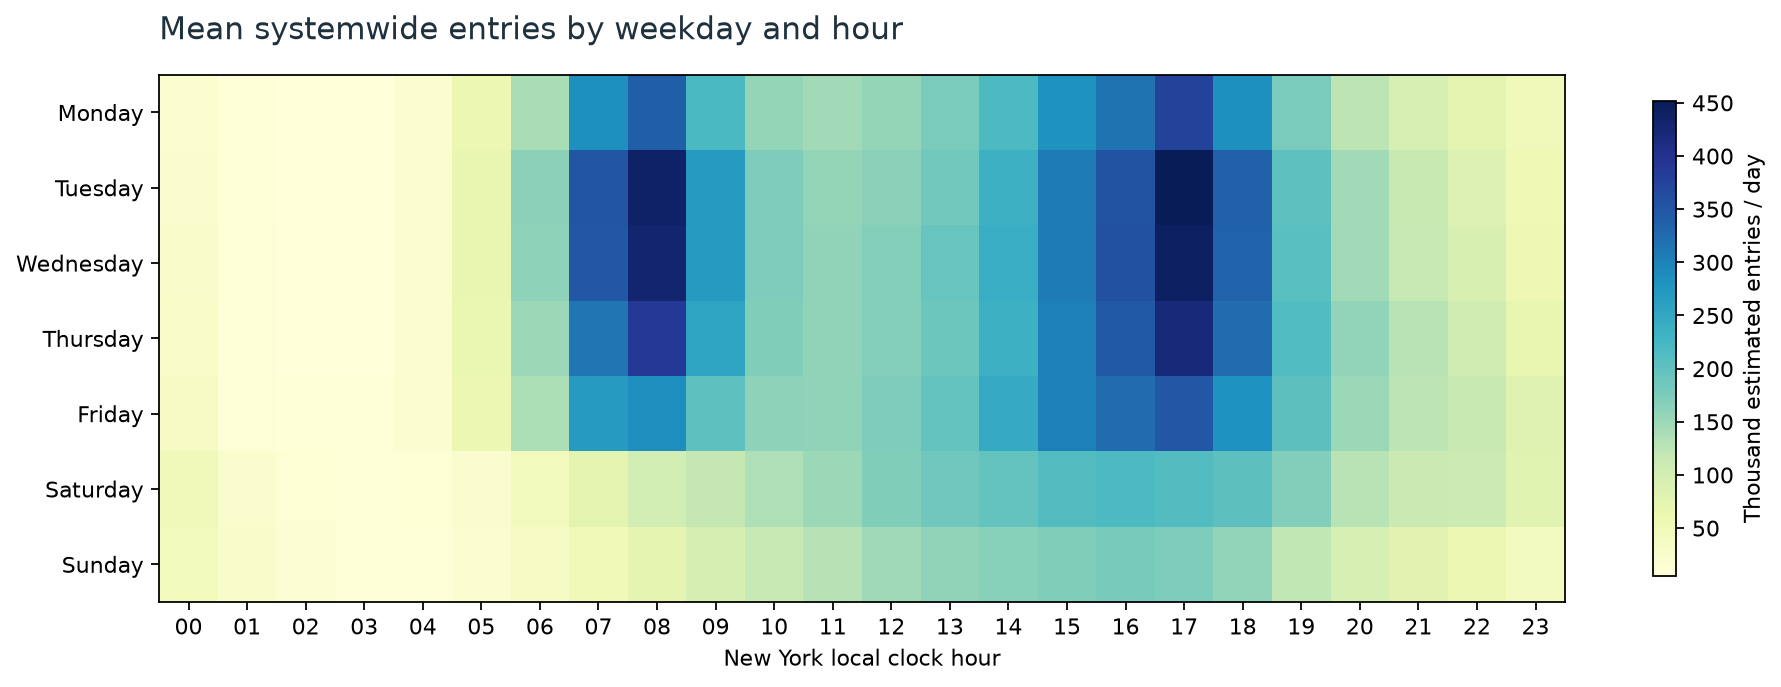 Mean systemwide entries by weekday and hour
Monday
Tuesday
Wednesday
Thursday
Friday
Saturday
Sunday
00 01 02 03 04 05 06 07 08 09 10 11 12 13 14 15 16 17 18 19 20 21 22 23
New York local clock hour
450
400
350
300
250
200
150
100
50
Thousand estimated entries / day